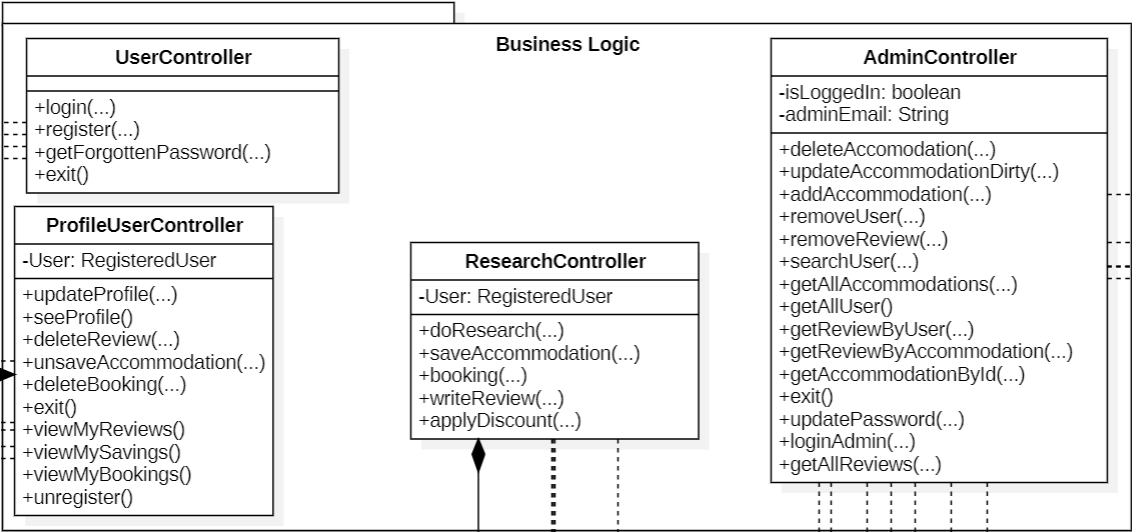 Business Logic
UserController
+login(...)
+register(...)
+getForgottenPassword(...)
+exit()
ProfileUserController
-User: RegisteredUser
+updateProfile(...)
+seeProfile()
+deleteReview(...)
+unsaveAccommodation(...)
+deleteBooking(...)
+exit()
+viewMyReviews()
+viewMySavings()
+viewMyBookings()
+unregister()
ResearchController
-User: RegisteredUser
+doResearch(...)
+saveAccommodation(...)
+booking(...)
+writeReview(...)
+applyDiscount(...)
AdminController
-isLoggedIn: boolean
-adminEmail: String
+deleteAccomodation(...)
+updateAccommodationDirty(...)
+addAccommodation(...)
+removeUser(...)
+removeReview(...)
+searchUser(...)
+getAllAccommodations(...)
+getAllUser()
+getReviewByUser(...)
+getReviewByAccommodation(...)
+getAccommodationById(...)
+exit()
+updatePassword(...)
+loginAdmin(...)
+getAllReviews(...)